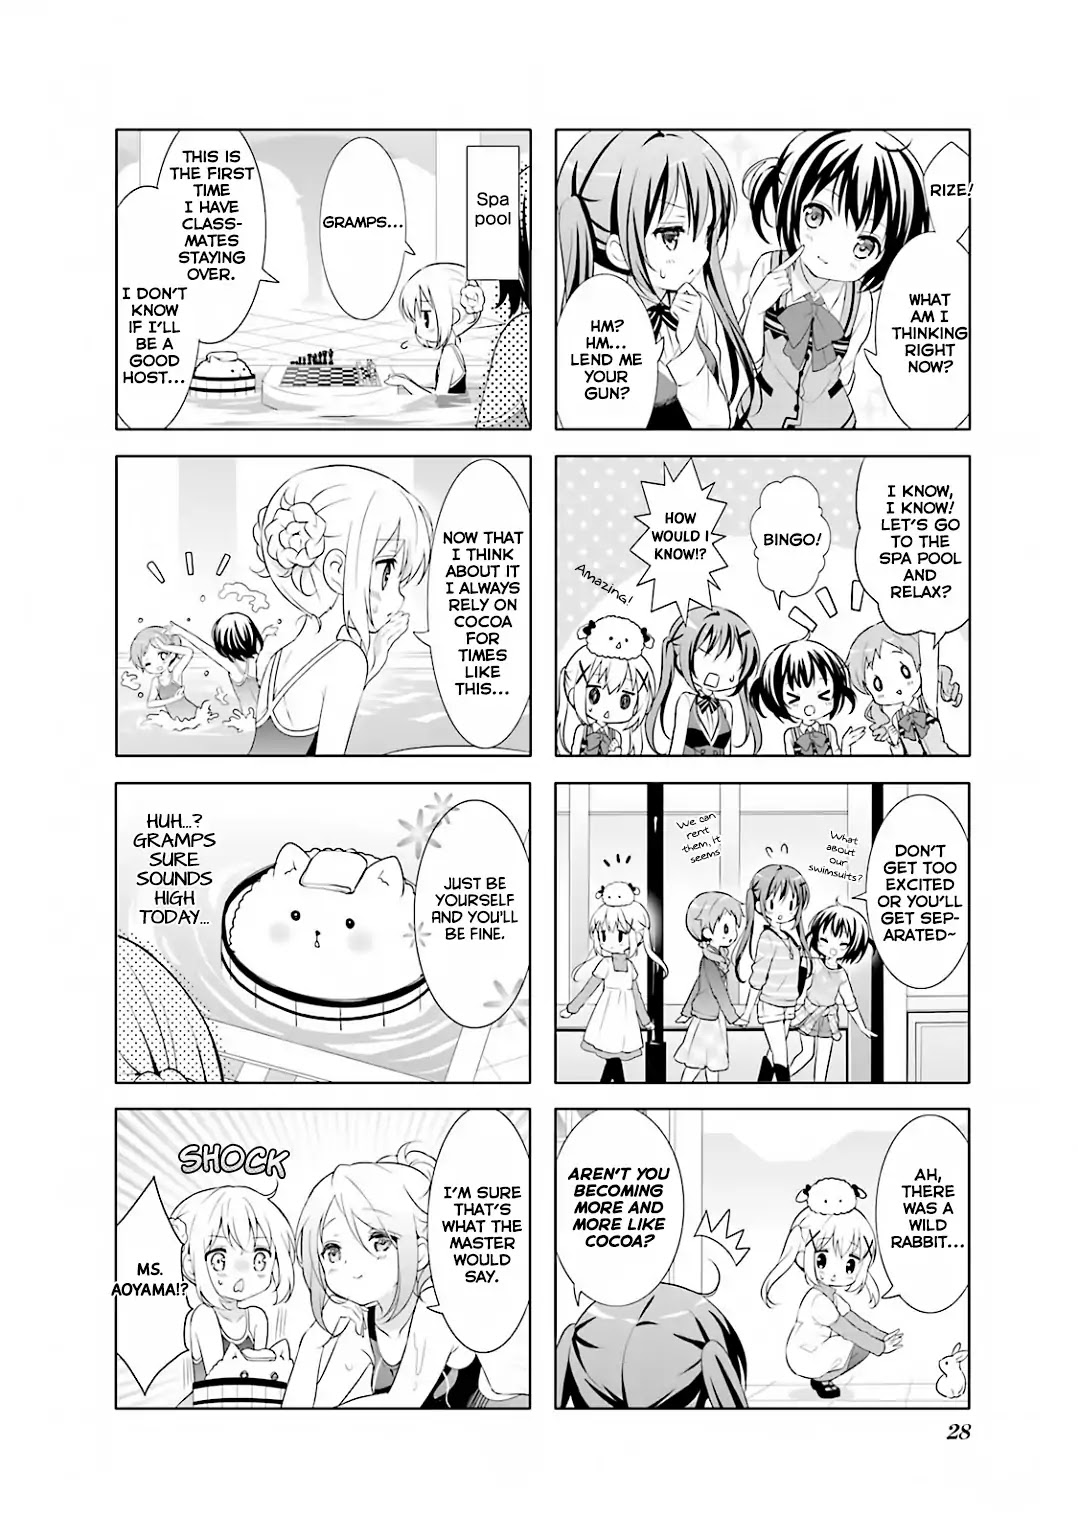 RIZE!
WHAT
AM I
THINKING
RIGHT
NOW?
HM?
HM...
LEND ME
YOUR
GUN?
I KNOW,
I KNOW!
LET'S GO
TO THE
SPA POOL
AND
RELAX?
BINGO!
HOW
WOULD I
KNOW!?
Amazing!
DON'T
GET TOO
EXCITED
OR YOU'LL
GET SEP-
ARATED~
What
about
our
swimsuits?
We can
rent
them, it
seems
AH,
THERE
WAS A
WILD
RABBIT...
AREN'T YOU
BECOMING
MORE AND
MORE LIKE
COCOA?
Spa
pool
GRAMPS...
THIS IS
THE FIRST
TIME
I HAVE
CLASS-
MATES
STAYING
OVER.
I DON'T
KNOW
IF I'LL
BE A
GOOD
HOST...
NOW THAT
I THINK
ABOUT IT
I ALWAYS
RELY ON
COCOA
FOR
TIMES
LIKE
THIS...
JUST BE
YOURSELF
AND YOU'LL
BE FINE.
HUH...?
GRAMPS
SURE
SOUNDS
HIGH
TODAY...
I'M SURE
THAT'S
WHAT THE
MASTER
WOULD
SAY.
SHOCK
MS.
AOYAMA!?
28